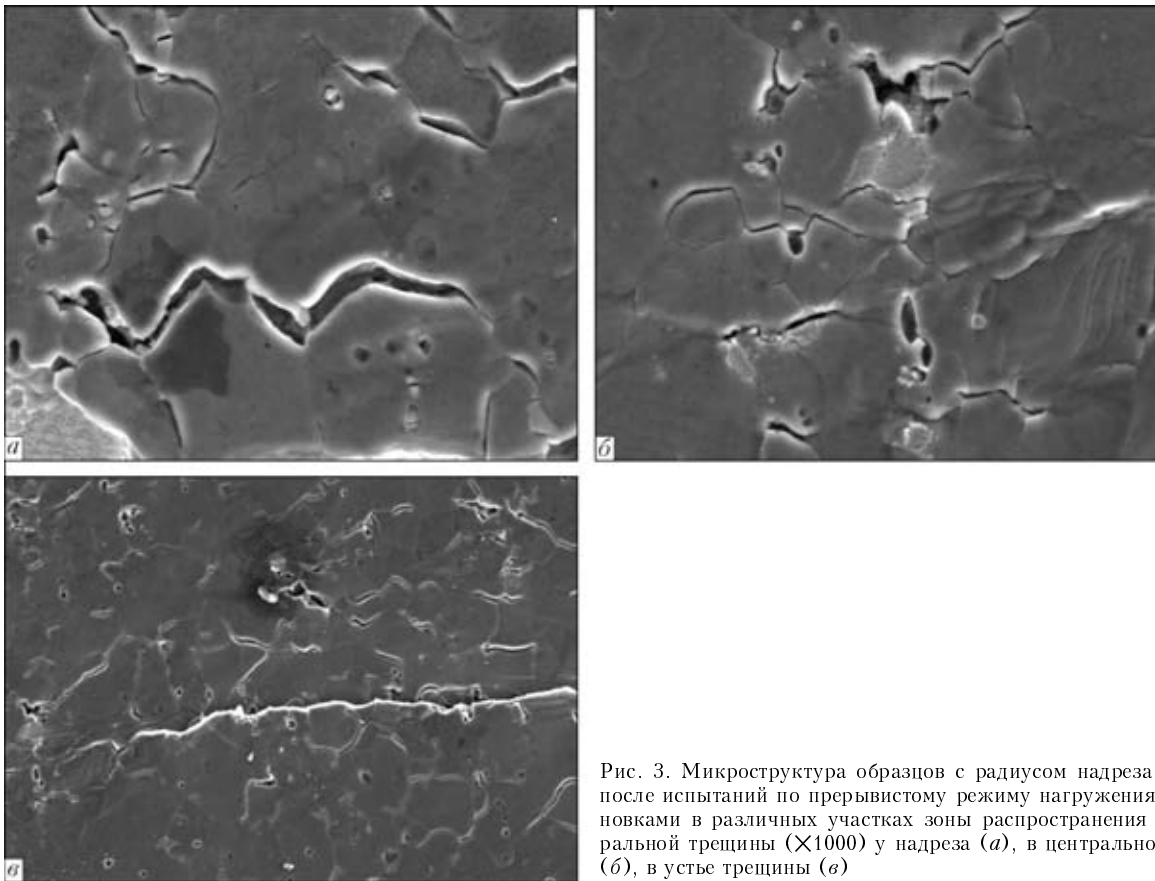 а
б
в
Рис. 3. Микроструктура образцов с радиусом надреза
после испытаний по прерывистому режиму нагружения
новками в различных участках зоны распространения
ральной трещины (×1000) у надреза (а), в центрально
(б), в устье трещины (в)